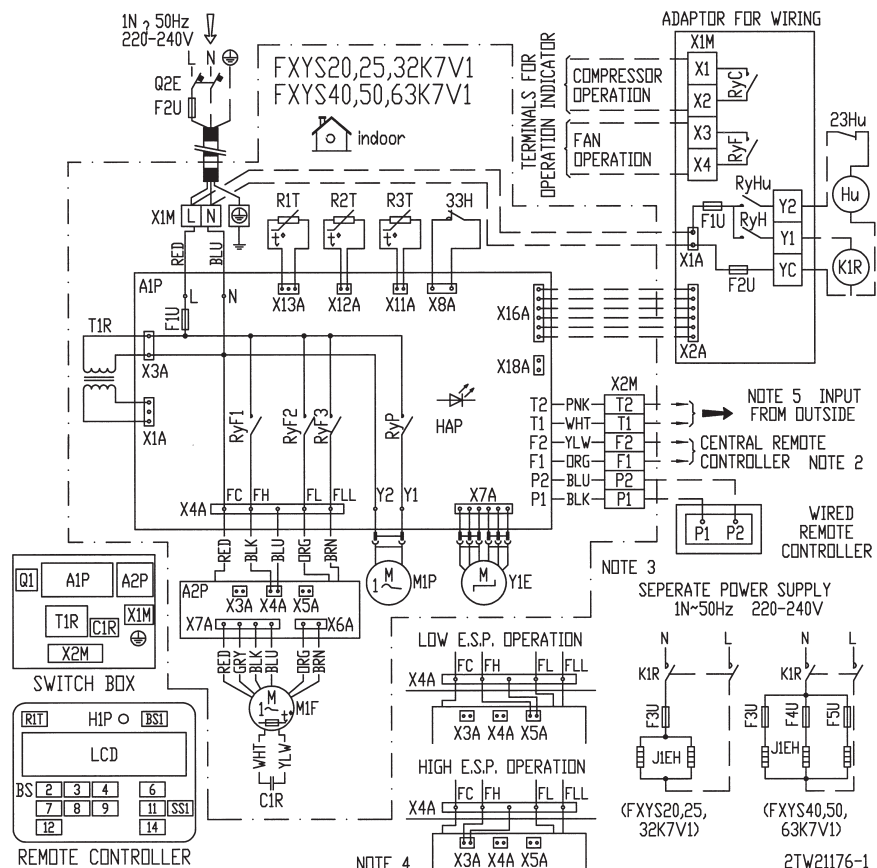 1N ~ 50Hz
220-240V
L N
Q2E
F2U
FXYS20,25,32K7V1
FXYS40,50,63K7V1
indoor
TERMINALS FOR
OPERATION INDICATOR
COMPRESSOR
OPERATION
FAN
OPERATION
ADAPTOR FOR WIRING
X1M
X1
X2
X3
X4
RyC
RyF
23Hu
RyHu
RyH
Hu
F1U
Y2
Y1
YC
K1R
X1A
F2U
X2A
X1M L N
RED
BLU
R1T R2T R3T 33H
t° t° t°
X13A X12A X11A X8A
A1P
L N
F1U
T1R
X3A
X1A
RyF1
RyF2
RyF3
RyP
HAP
X16A
X18A
X2M
T2 PNK T2
T1 WHT T1
F2 YLW F2
F1 ORG F1
P2 BLU P2
P1 BLK P1
NOTE 5 INPUT
FROM OUTSIDE
CENTRAL REMOTE
CONTROLLER NOTE 2
P1 P2
WIRED
REMOTE
CONTROLLER
NOTE 3
X4A
FC FH FL FLL
Y2 Y1
X7A
RED
BLK
BLU
ORG
BRN
M
1~
M1P
M
Y1E
A2P
X3A X4A X5A
X7A X6A
RED
GRY
BLK
BLU
ORG
BRN
M
1~
t°
M1F
WHT
YLW
C1R
Q1 A1P A2P
T1R C1R X1M
X2M
SWITCH BOX
R1T H1P BS1
LCD
BS 2 3 4 6
7 8 9 11 SS1
12 14
REMOTE CONTROLLER
LOW E.S.P. OPERATION
FC FH FL FLL
X4A
X3A X4A X5A
HIGH E.S.P. OPERATION
FC FH FL FLL
X4A
X3A X4A X5A
NOTE 4
SEPERATE POWER SUPPLY
1N~50Hz 220-240V
N L N L
K1R K1R
F3U
F3U
F4U
F5U
J1EH
J1EH
(FXYS20,25,
32K7V1)
(FXYS40,50,
63K7V1)
2TW21176-1